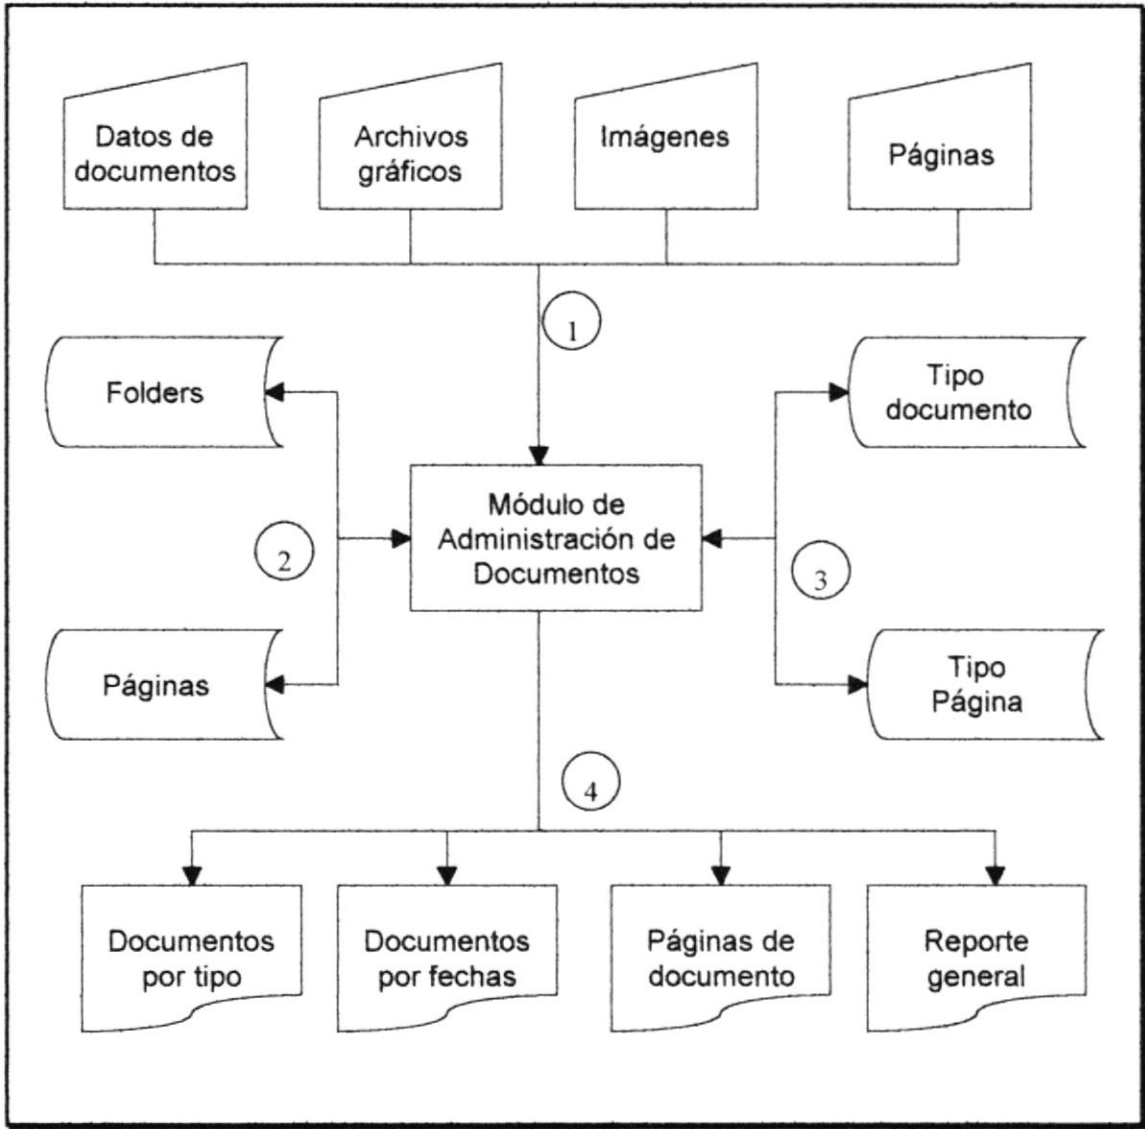 Datos de
documentos
Archivos
gráficos
Imágenes
Páginas
1
Folders
Tipo
documento
Módulo de
Administración de
Documentos
2
3
Páginas
Tipo
Página
4
Documentos
por tipo
Documentos
por fechas
Páginas de
documento
Reporte
general